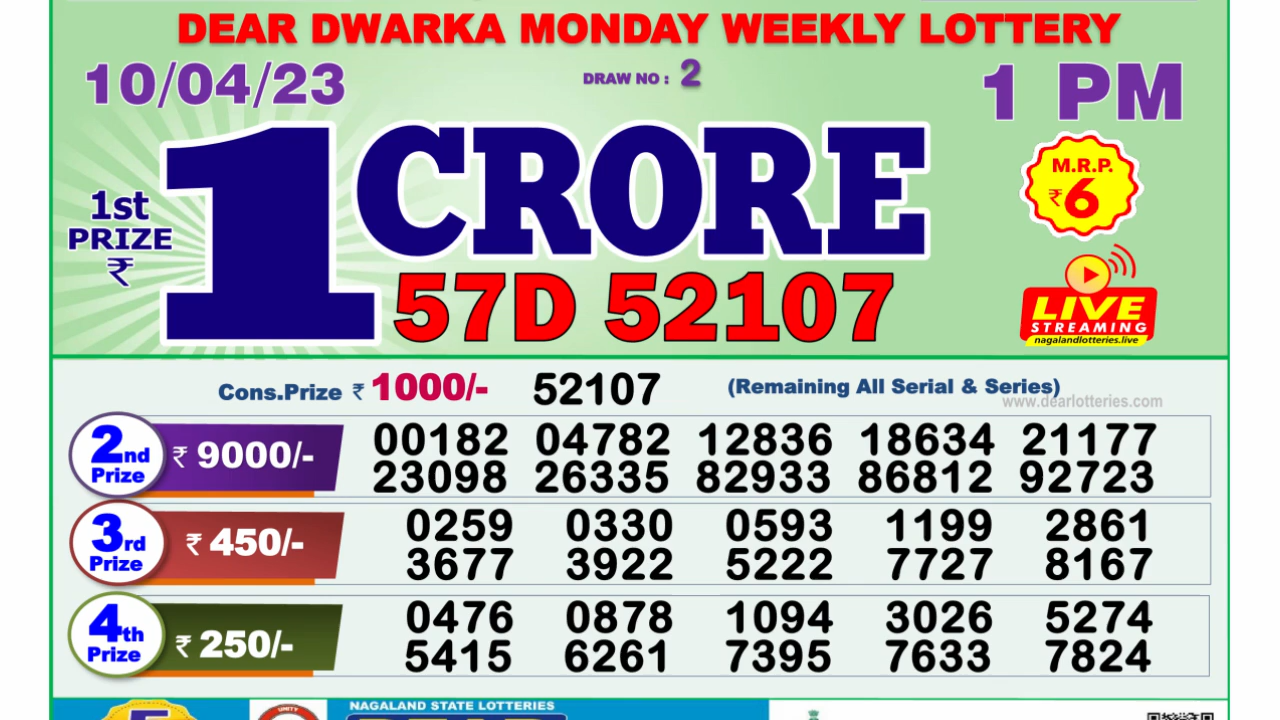 DEAR DWARKA MONDAY WEEKLY LOTTERY
10/04/23
DRAW NO : 2
1 PM
1st
PRIZE
₹
1 CRORE
57D 52107
M.R.P.
₹6
LIVE
STREAMING
nagalandlotteries.live
Cons.Prize ₹ 1000/- 52107 (Remaining All Serial & Series)
www.dearlotteries.com
2nd
Prize
₹ 9000/-
00182 04782 12836 18634 21177
23098 26335 82933 86812 92723
3rd
Prize
₹ 450/-
0259 0330 0593 1199 2861
3677 3922 5222 7727 8167
4th
Prize
₹ 250/-
0476 0878 1094 3026 5274
5415 6261 7395 7633 7824
NAGALAND STATE LOTTERIES
UNITY